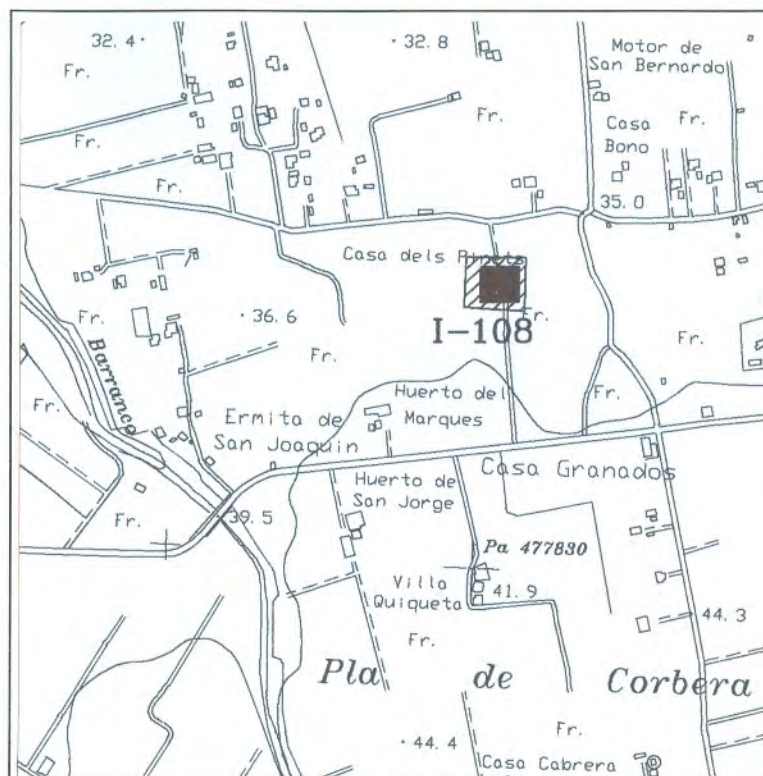 32. 4
32. 8
Motor de
San Bernardo
Fr.
Fr.
Casa
Bono
Fr.
Fr.
Fr.
35. 0
Casa dels Pinets
Fr.
36. 6
Fr.
I-108
Fr.
Fr.
Barranco
Fr.
Huerto del
Marques
Fr.
Ermita de
San Joaquin
Casa Granados
Huerto de
San Jorge
Fr.
39. 5
Pa 477830
Villa
Quiqueta
41. 9
44. 3
Fr.
Pla de Corbera
Fr.
44. 4
Casa Cabrera